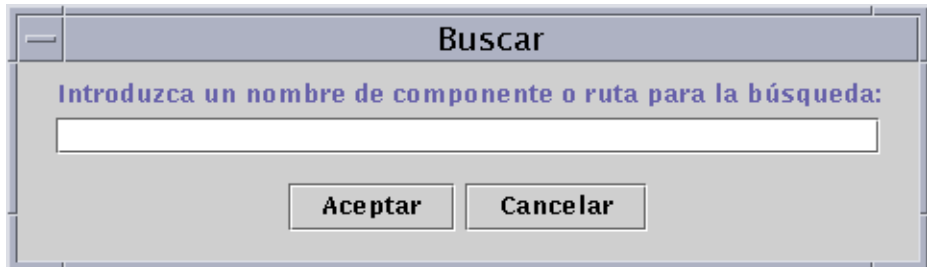 Buscar
Introduzca un nombre de componente o ruta para la búsqueda:
Aceptar Cancelar